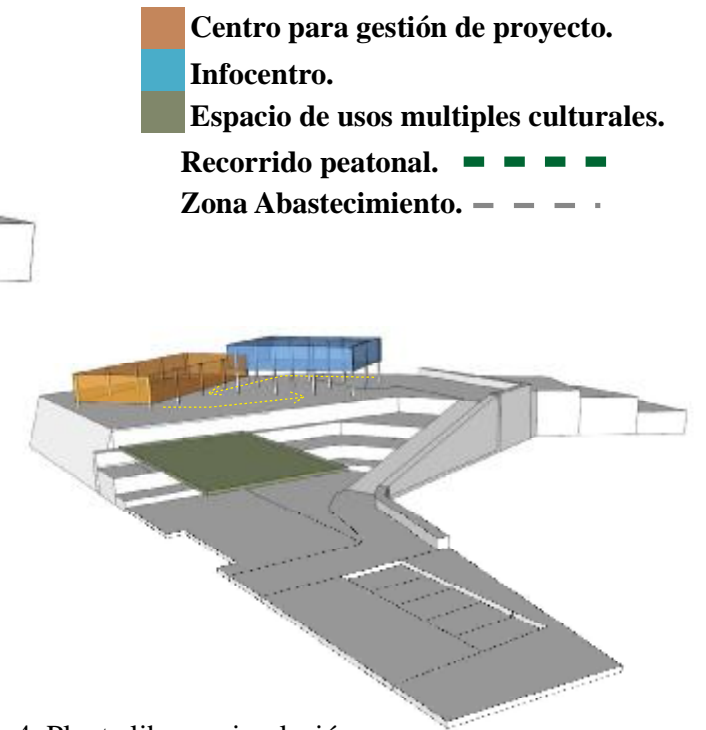 Centro para gestión de proyecto.
Infocentro.
Espacio de usos multiples culturales.
Recorrido peatonal.
Zona Abastecimiento.